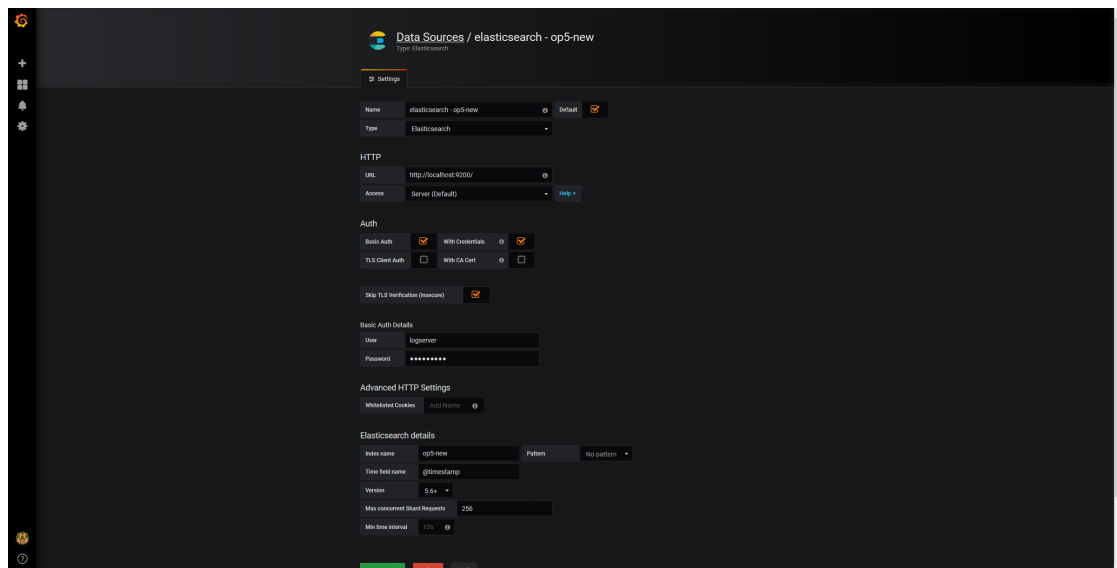 Data Sources / elasticsearch - op5-new
Type: Elasticsearch
Settings
Name elasticsearch - op5-new Default
Type Elasticsearch
HTTP
URL http://localhost:9200/
Access Server (Default) Help
Auth
Basic Auth With Credentials
TLS Client Auth With CA Cert
Skip TLS Verification (Insecure)
Basic Auth Details
User logserver
Password •••••••••
Advanced HTTP Settings
Whitelisted Cookies Add Name
Elasticsearch details
Index name op5-new Pattern No pattern
Time field name @timestamp
Version 5.6+
Max concurrent Shard Requests 256
Min time interval 10s